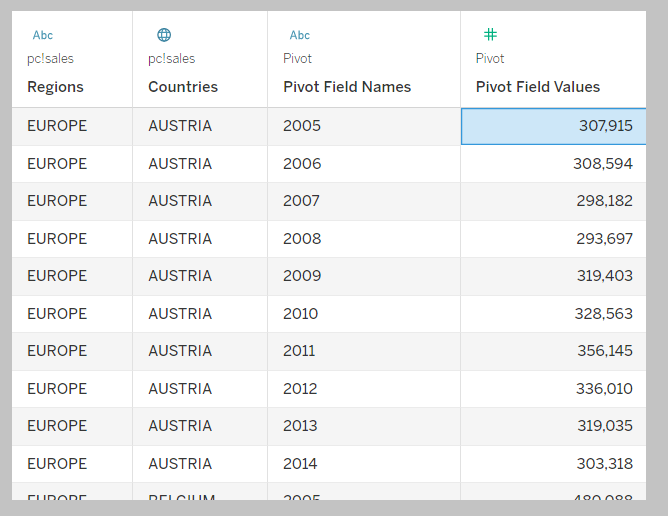 Abc Abc #
pc!sales pc!sales Pivot Pivot
Regions Countries Pivot Field Names Pivot Field Values
EUROPE AUSTRIA 2005 307,915
EUROPE AUSTRIA 2006 308,594
EUROPE AUSTRIA 2007 298,182
EUROPE AUSTRIA 2008 293,697
EUROPE AUSTRIA 2009 319,403
EUROPE AUSTRIA 2010 328,563
EUROPE AUSTRIA 2011 356,145
EUROPE AUSTRIA 2012 336,010
EUROPE AUSTRIA 2013 319,035
EUROPE AUSTRIA 2014 303,318
EUROPE BELGIUM 2005 480,088